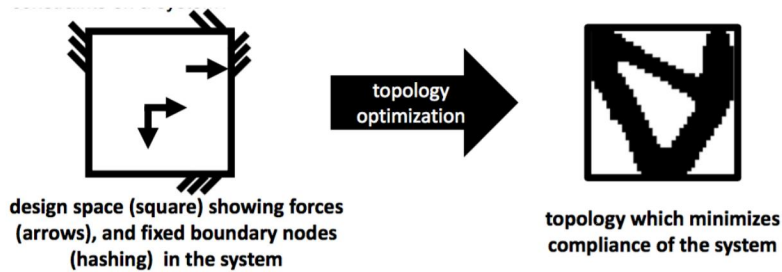 topology
optimization
design space (square) showing forces
(arrows), and fixed boundary nodes
(hashing) in the system
topology which minimizes
compliance of the system